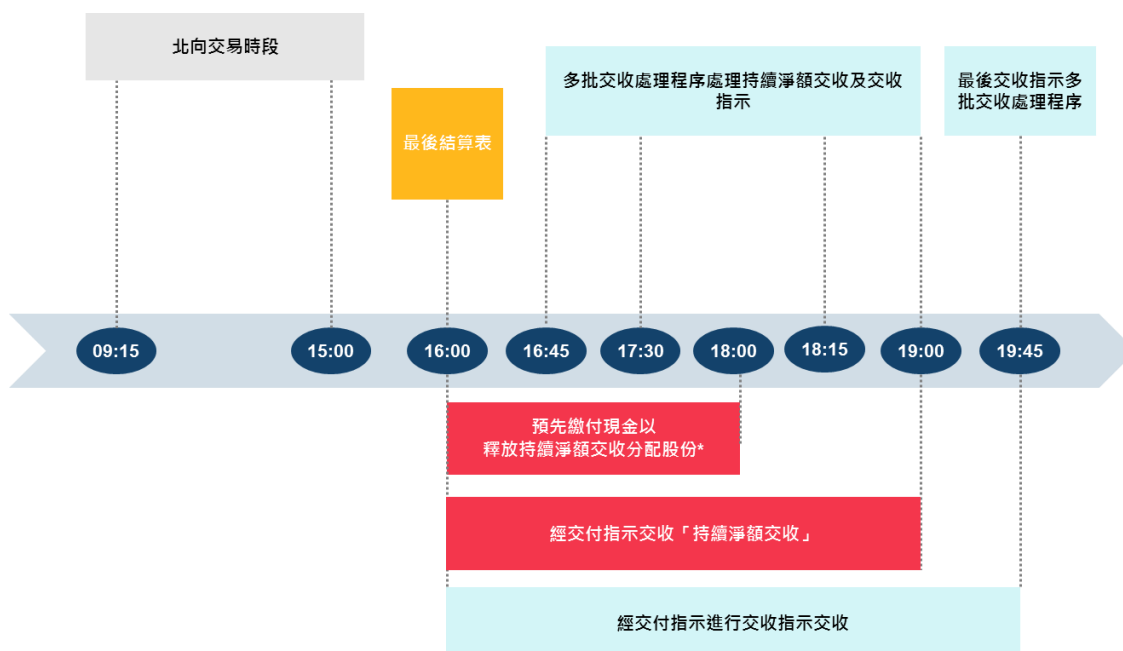 北向交易時段
多批交收處理程序處理持續淨額交收及交收
指示
最後交收指示多
批交收處理程序
最後結算表
09:15
15:00
16:00
16:45
17:30
18:00
18:15
19:00
19:45
預先繳付現金以
釋放持續淨額交收分配股份*
經交付指示交收「持續淨額交收」
經交付指示進行交收指示交收